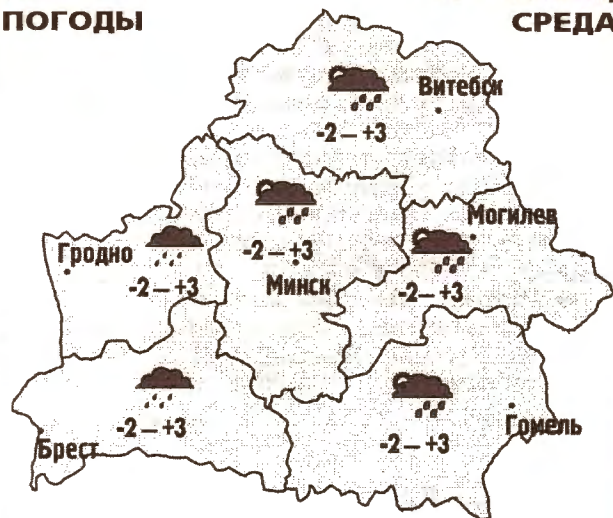 ПОГОДЫ
СРЕДА
Витебск
-2 – +3
-2 – +3
Могилев
Гродно
-2 – +3
Минск
-2 – +3
-2 – +3
Гомель
-2 – +3
Брест